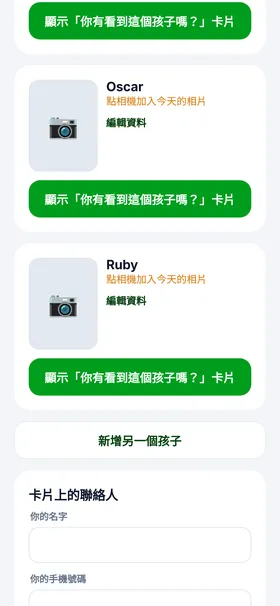 顯示「你有看到這個孩子嗎？」卡片
Oscar
點相機加入今天的相片
編輯資料
顯示「你有看到這個孩子嗎？」卡片
Ruby
點相機加入今天的相片
編輯資料
顯示「你有看到這個孩子嗎？」卡片
新增另一個孩子
卡片上的聯絡人
你的名字
你的手機號碼